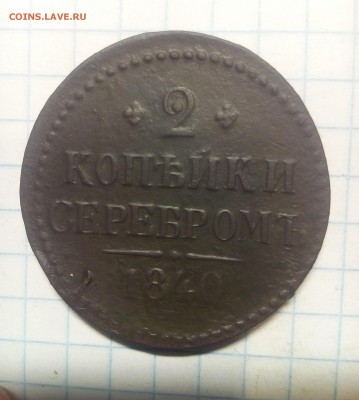 COINS.LAVE.RU
2
КОПѢЙКИ
СЕРЕБРОМЪ
1840